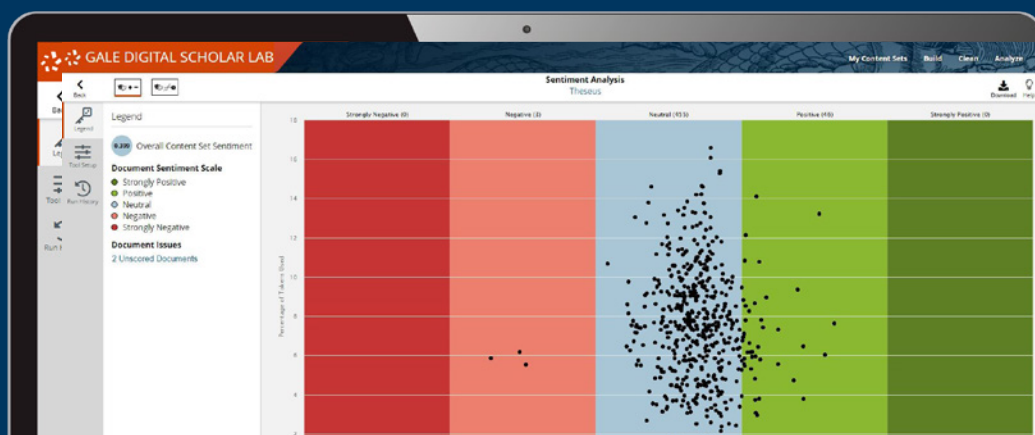 GALE DIGITAL SCHOLAR LAB
My Content Sets Build Clean Analyze
Back
Sentiment Analysis
Theseus
Download Help
Legend
Tool Setup
Run History
Legend
Overall Content Set Sentiment
Document Sentiment Scale
Strongly Positive
Positive
Neutral
Negative
Strongly Negative
Document Issues
2 Unscored Documents
Strongly Negative (0) Negative (3) Neutral (455) Positive (46) Strongly Positive (0)
Percentage of Tokens Used
18
16
14
12
10
8
6
4
2